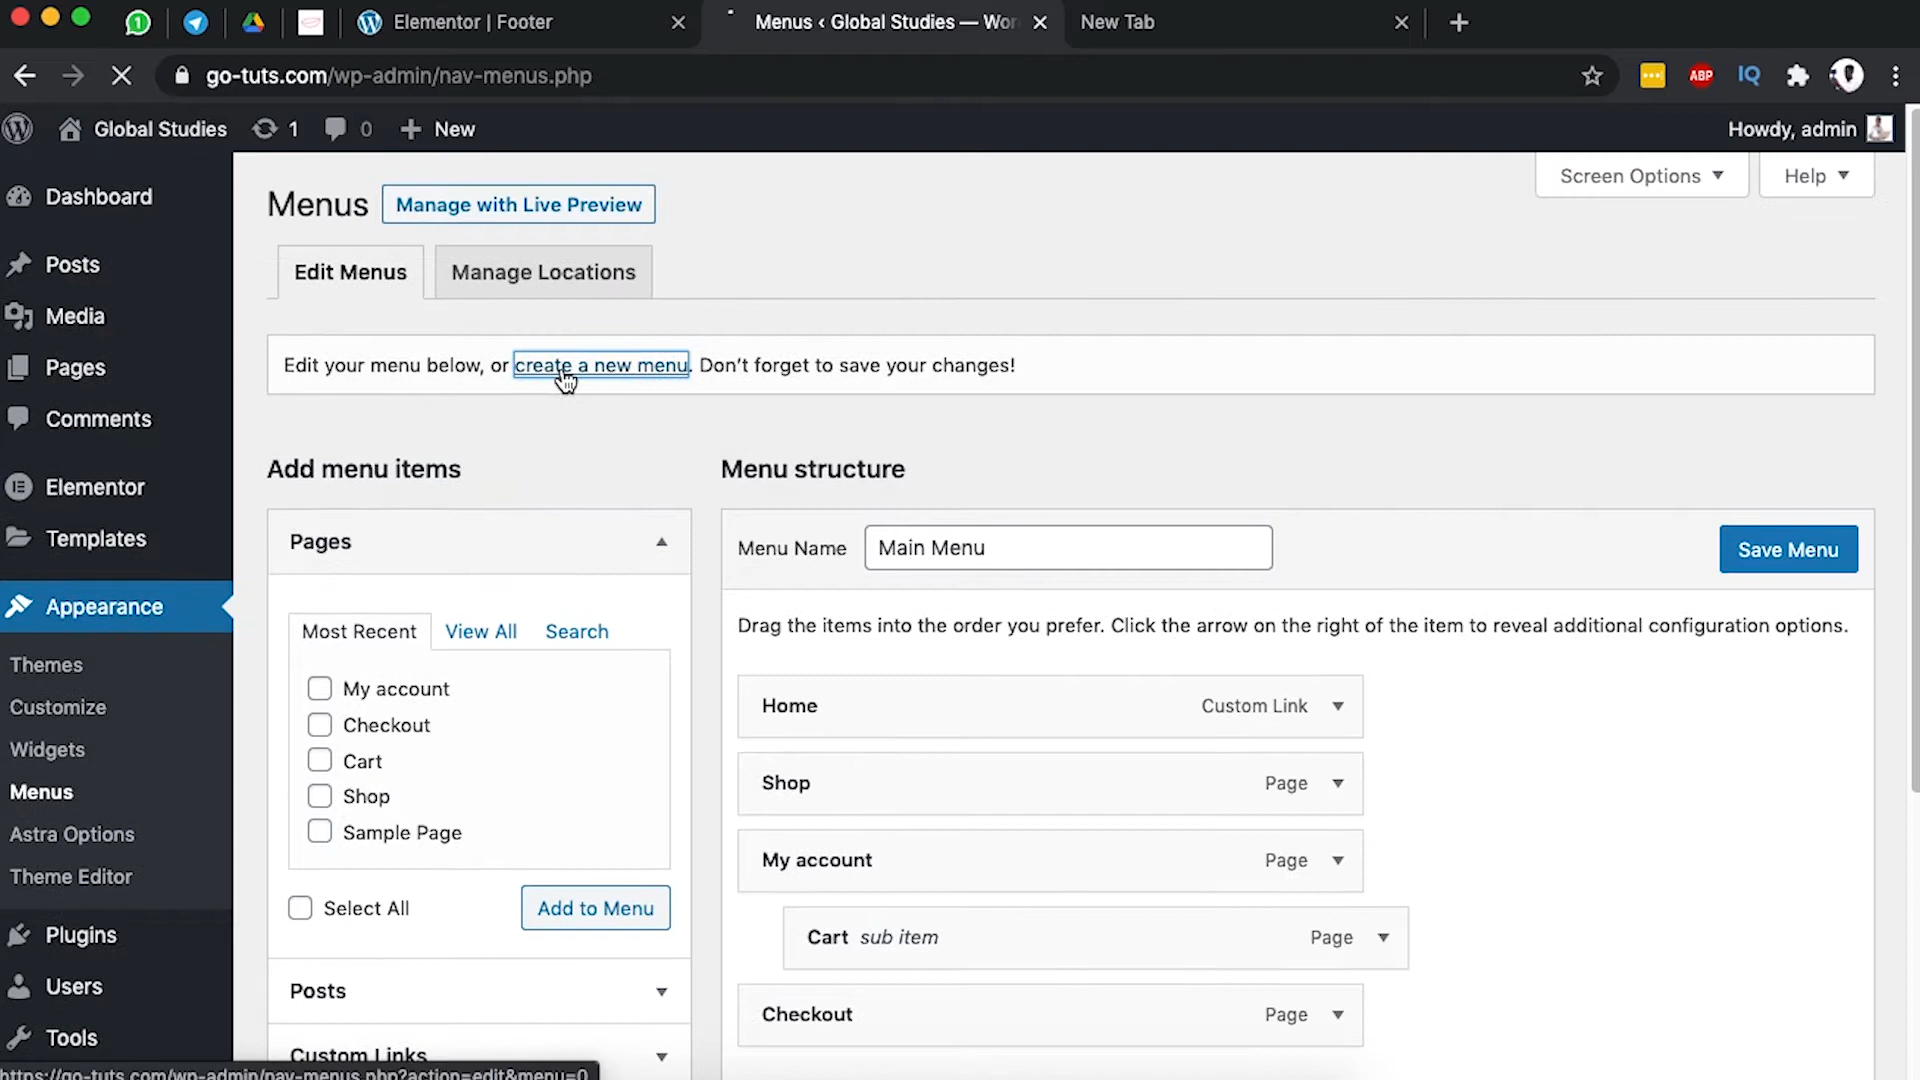 Elementor | Footer
Menus ‹ Global Studies — Wor
New Tab
go-tuts.com/wp-admin/nav-menus.php
ABP
IQ
Global Studies
1
0
New
Howdy, admin
Screen Options
Help
Dashboard
Posts
Media
Pages
Comments
Elementor
Templates
Appearance
Themes
Customize
Widgets
Menus
Astra Options
Theme Editor
Plugins
Users
Tools
Menus
Manage with Live Preview
Edit Menus
Manage Locations
Edit your menu below, or create a new menu. Don’t forget to save your changes!
Add menu items
Pages
Most Recent
View All
Search
My account
Checkout
Cart
Shop
Sample Page
Select All
Add to Menu
Posts
Custom Links
Menu structure
Menu Name
Main Menu
Save Menu
Drag the items into the order you prefer. Click the arrow on the right of the item to reveal additional configuration options.
Home
Custom Link
Shop
Page
My account
Page
Cart sub item
Page
Checkout
Page
https://go-tuts.com/wp-admin/nav-menus.php?action=edit&menu=0